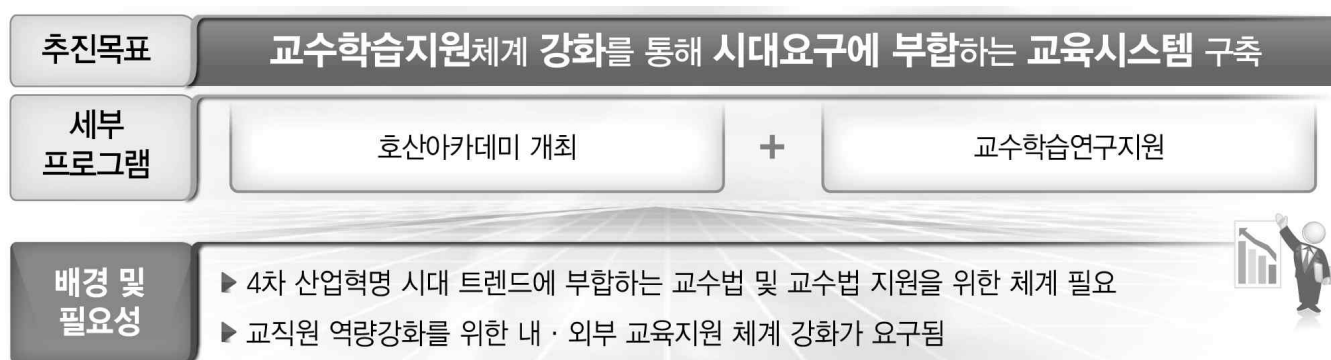 추진목표
교수학습지원체계 강화를 통해 시대요구에 부합하는 교육시스템 구축
세부
프로그램
호산아카데미 개최 + 교수학습연구지원
배경 및
필요성
▶ 4차 산업혁명 시대 트렌드에 부합하는 교수법 및 교수법 지원을 위한 체계 필요
▶ 교직원 역량강화를 위한 내 · 외부 교육지원 체계 강화가 요구됨